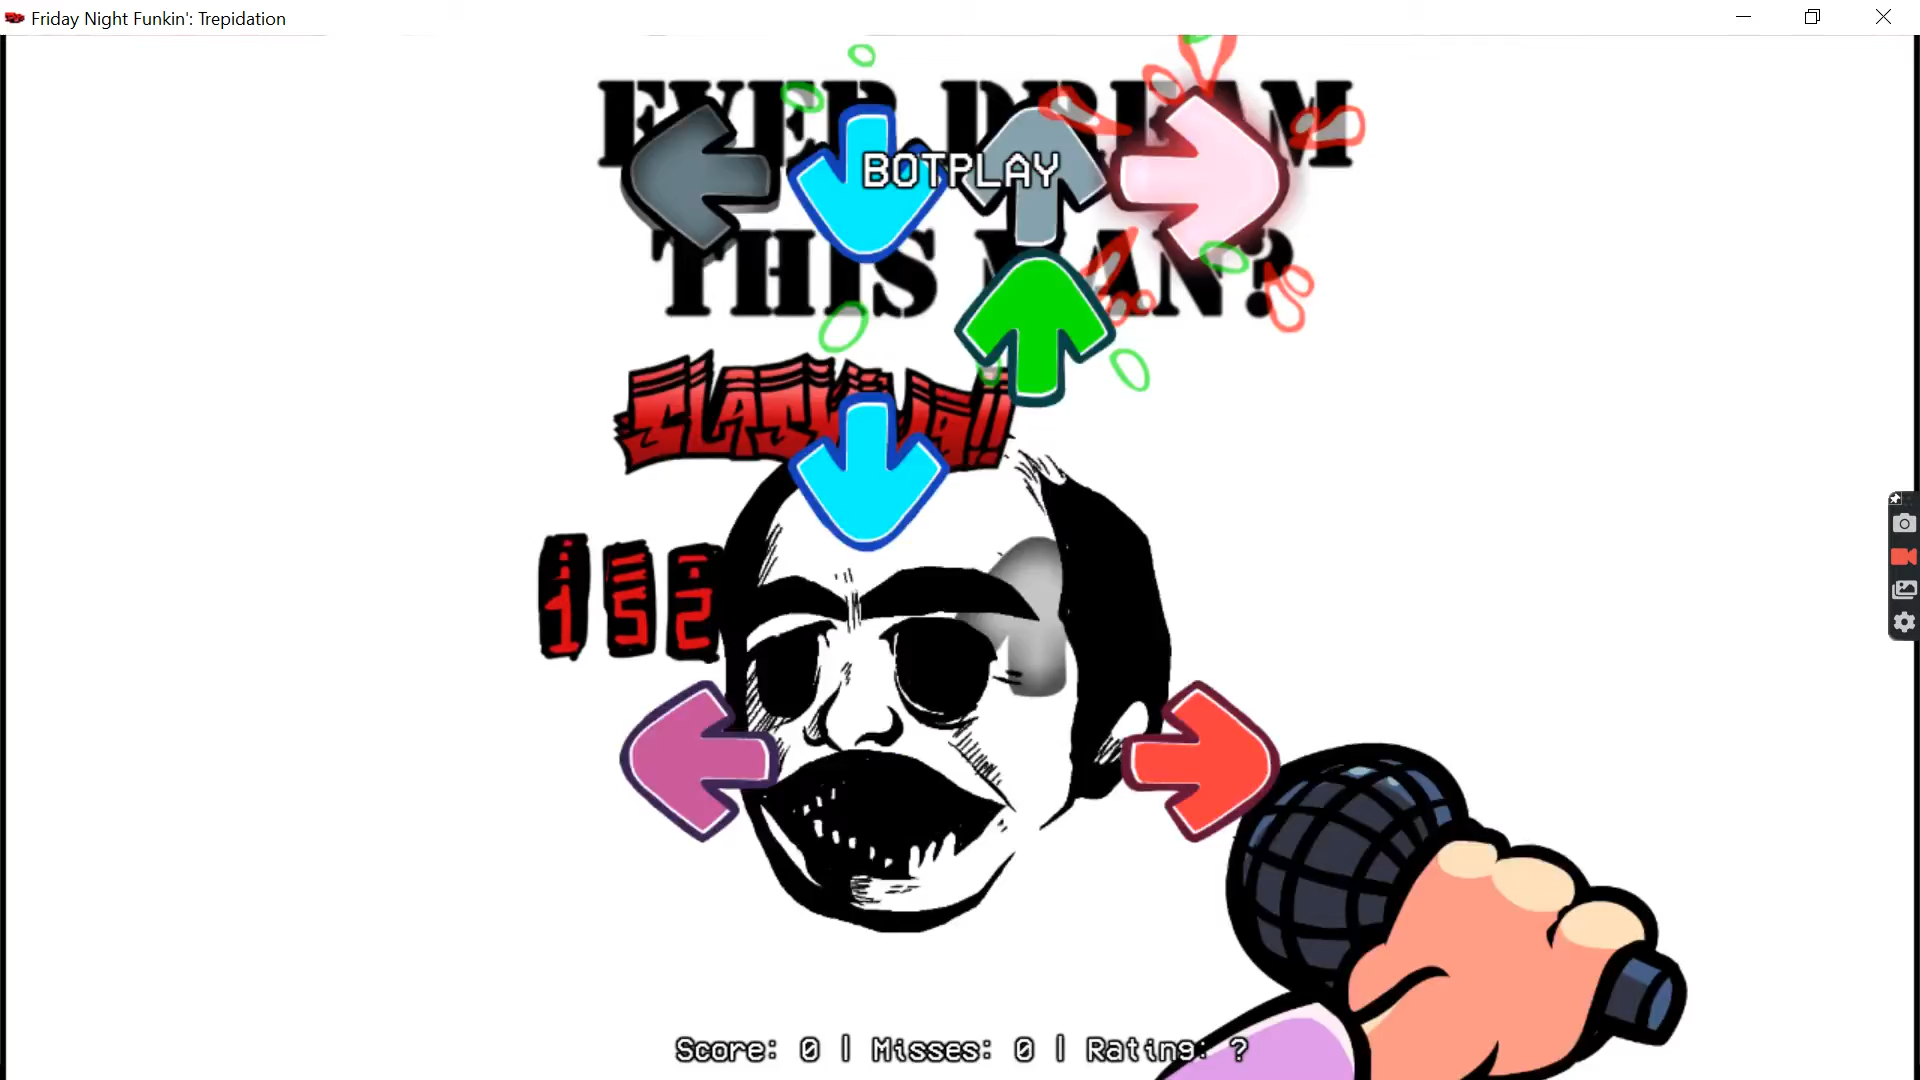 Friday Night Funkin': Trepidation
EVER DREAM
BOTPLAY
THIS MAN?
152
Score: 0 | Misses: 0 | Rating: ?